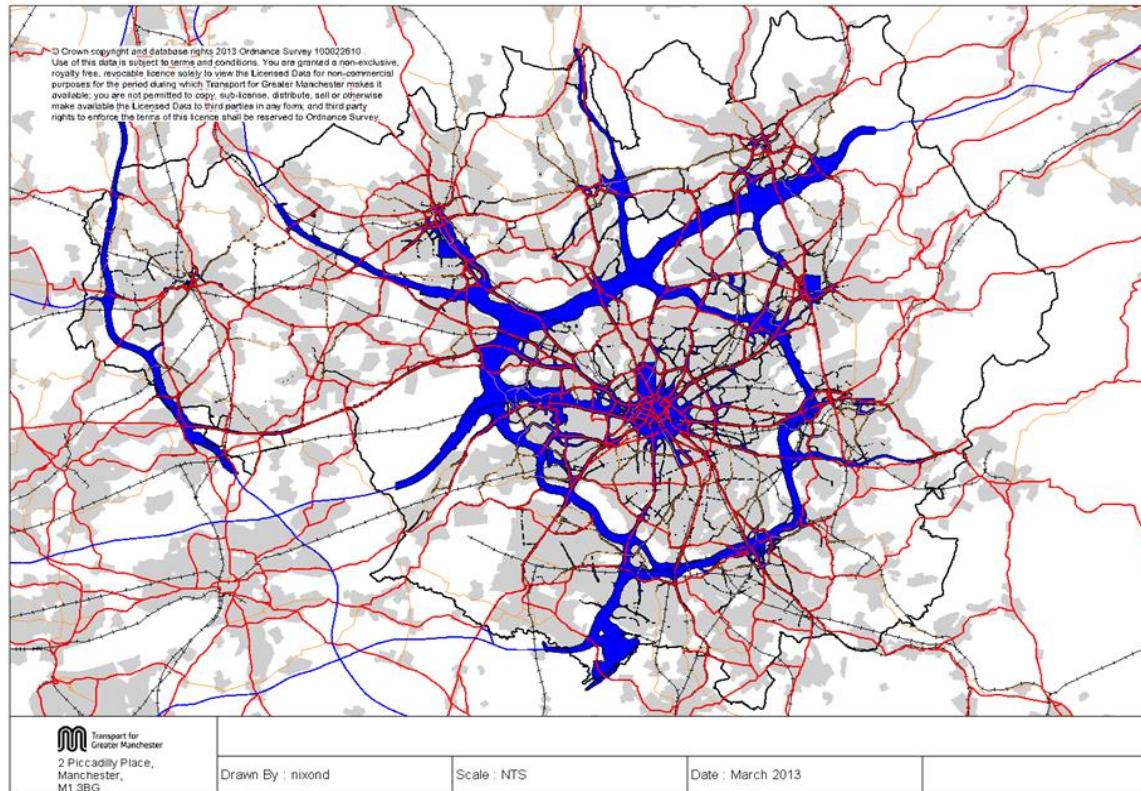 © Crown copyright and database rights 2013 Ordnance Survey 100022610 .
Use of this data is subject to terms and conditions. You are granted a non-exclusive,
royalty free, revocable licence solely to view the Licensed Data for non-commercial
purposes for the period during which Transport for Greater Manchester makes it
available; you are not permitted to copy, sub-license, distribute, sell or otherwise
make available the Licensed Data to third parties in any form; and third party
rights to enforce the terms of this licence shall be reserved to Ordnance Survey
Transport for
Greater Manchester
2 Piccadilly Place,
Manchester,
M1 3BG
Drawn By : nixond
Scale : NTS
Date : March 2013